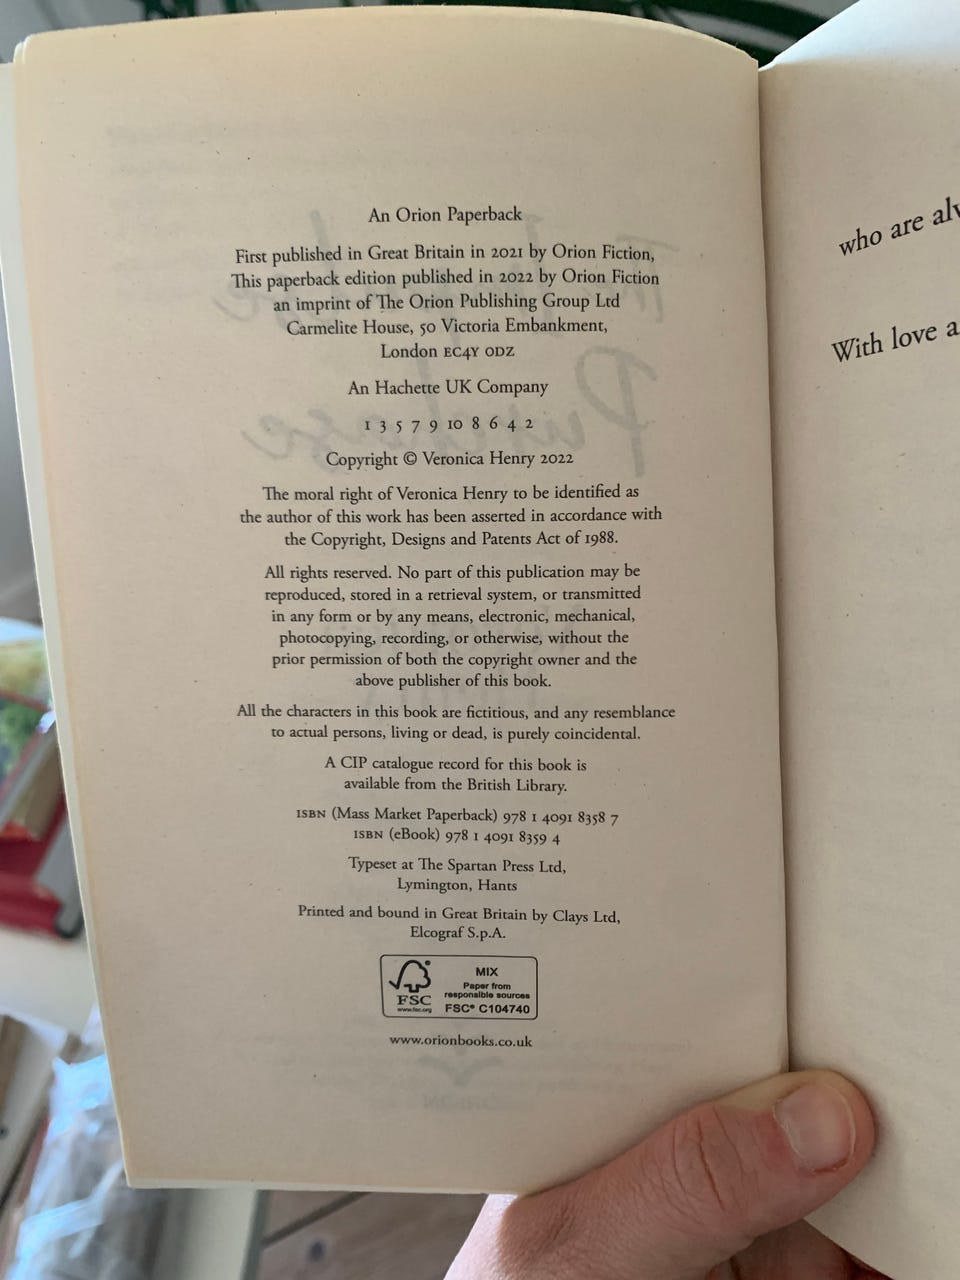 An Orion Paperback
First published in Great Britain in 2021 by Orion Fiction,
This paperback edition published in 2022 by Orion Fiction
an imprint of The Orion Publishing Group Ltd
Carmelite House, 50 Victoria Embankment,
London EC4Y 0DZ
An Hachette UK Company
1 3 5 7 9 10 8 6 4 2
Copyright © Veronica Henry 2022
The moral right of Veronica Henry to be identified as
the author of this work has been asserted in accordance with
the Copyright, Designs and Patents Act of 1988.
All rights reserved. No part of this publication may be
reproduced, stored in a retrieval system, or transmitted
in any form or by any means, electronic, mechanical,
photocopying, recording, or otherwise, without the
prior permission of both the copyright owner and the
above publisher of this book.
All the characters in this book are fictitious, and any resemblance
to actual persons, living or dead, is purely coincidental.
A CIP catalogue record for this book is
available from the British Library.
ISBN (Mass Market Paperback) 978 1 4091 8358 7
ISBN (eBook) 978 1 4091 8359 4
Typeset at The Spartan Press Ltd,
Lymington, Hants
Printed and bound in Great Britain by Clays Ltd,
Elcograf S.p.A.
FSC
www.fsc.org
MIX
Paper from
responsible sources
FSC® C104740
www.orionbooks.co.uk
who are alw
With love a